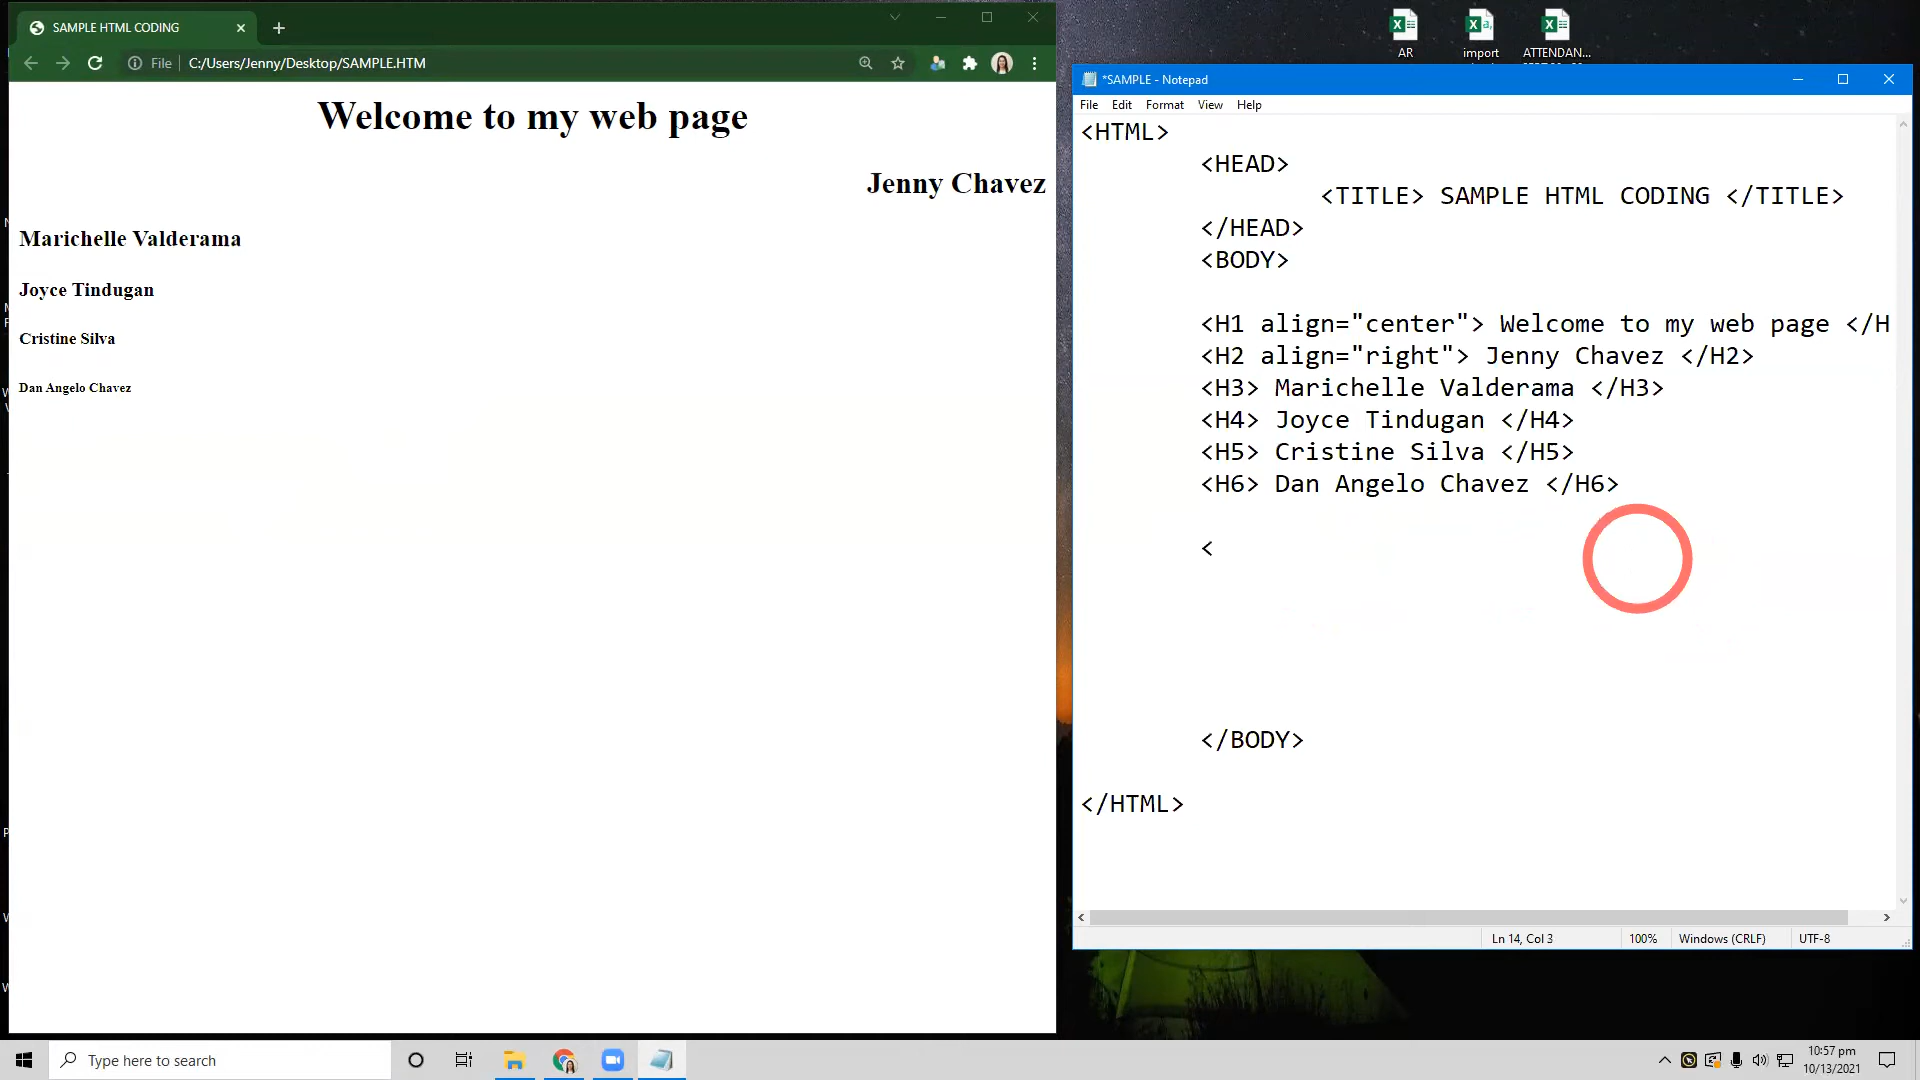 SAMPLE HTML CODING
File
C:/Users/Jenny/Desktop/SAMPLE.HTM
Welcome to my web page
Jenny Chavez
Marichelle Valderama
Joyce Tindugan
Cristine Silva
Dan Angelo Chavez
AR
import
ATTENDAN...
*SAMPLE - Notepad
File Edit Format View Help
<HTML>
<HEAD>
<TITLE> SAMPLE HTML CODING </TITLE>
</HEAD>
<BODY>
<H1 align="center"> Welcome to my web page </H
<H2 align="right"> Jenny Chavez </H2>
<H3> Marichelle Valderama </H3>
<H4> Joyce Tindugan </H4>
<H5> Cristine Silva </H5>
<H6> Dan Angelo Chavez </H6>
<
</BODY>
</HTML>
Ln 14, Col 3
100%
Windows (CRLF)
UTF-8
Type here to search
10:57 pm
10/13/2021